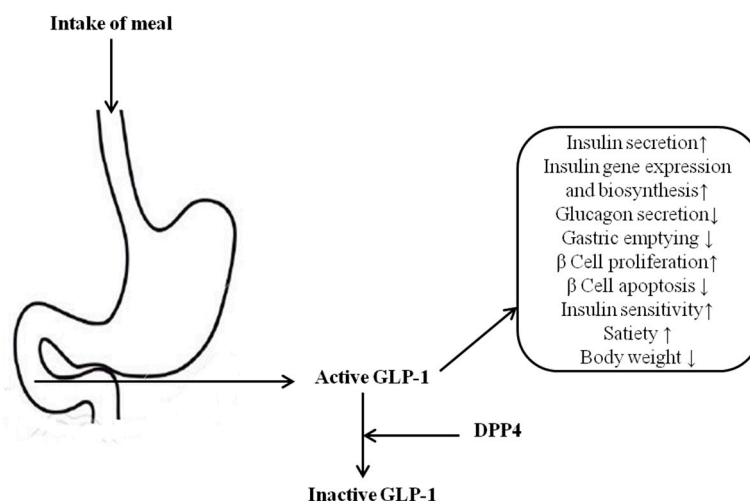 Intake of meal
Insulin secretion↑
Insulin gene expression
and biosynthesis↑
Glucagon secretion↓
Gastric emptying ↓
β Cell proliferation↑
β Cell apoptosis ↓
Insulin sensitivity↑
Satiety ↑
Body weight ↓
Active GLP-1
DPP4
Inactive GLP-1